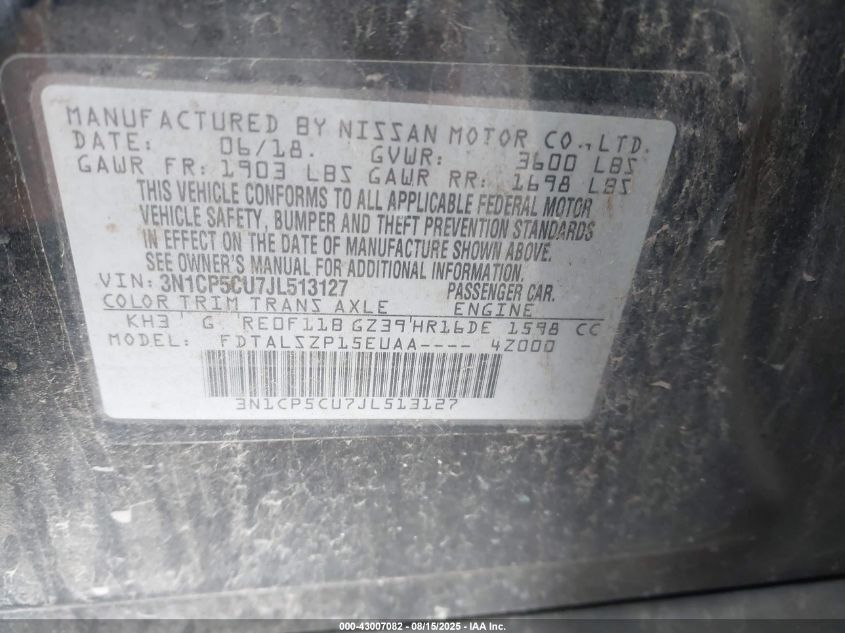 MANUFACTURED BY NISSAN MOTOR CO., LTD.
DATE: 06/18. GVWR: 3600 LBS
GAWR FR: 1903 LBS GAWR RR: 1698 LBS
THIS VEHICLE CONFORMS TO ALL APPLICABLE FEDERAL MOTOR
VEHICLE SAFETY, BUMPER AND THEFT PREVENTION STANDARDS
IN EFFECT ON THE DATE OF MANUFACTURE SHOWN ABOVE.
SEE OWNER'S MANUAL FOR ADDITIONAL INFORMATION.
VIN: 3N1CP5CU7JL513127 PASSENGER CAR.
COLOR TRIM TRANS AXLE ENGINE
KH3 G RE0F11B GZ39 HR16DE 1598 CC
MODEL: FDTALSZP15EUAA---- 4Z000
3N1CP5CU7JL513127
000-43007082 - 08/15/2025 - IAA Inc.